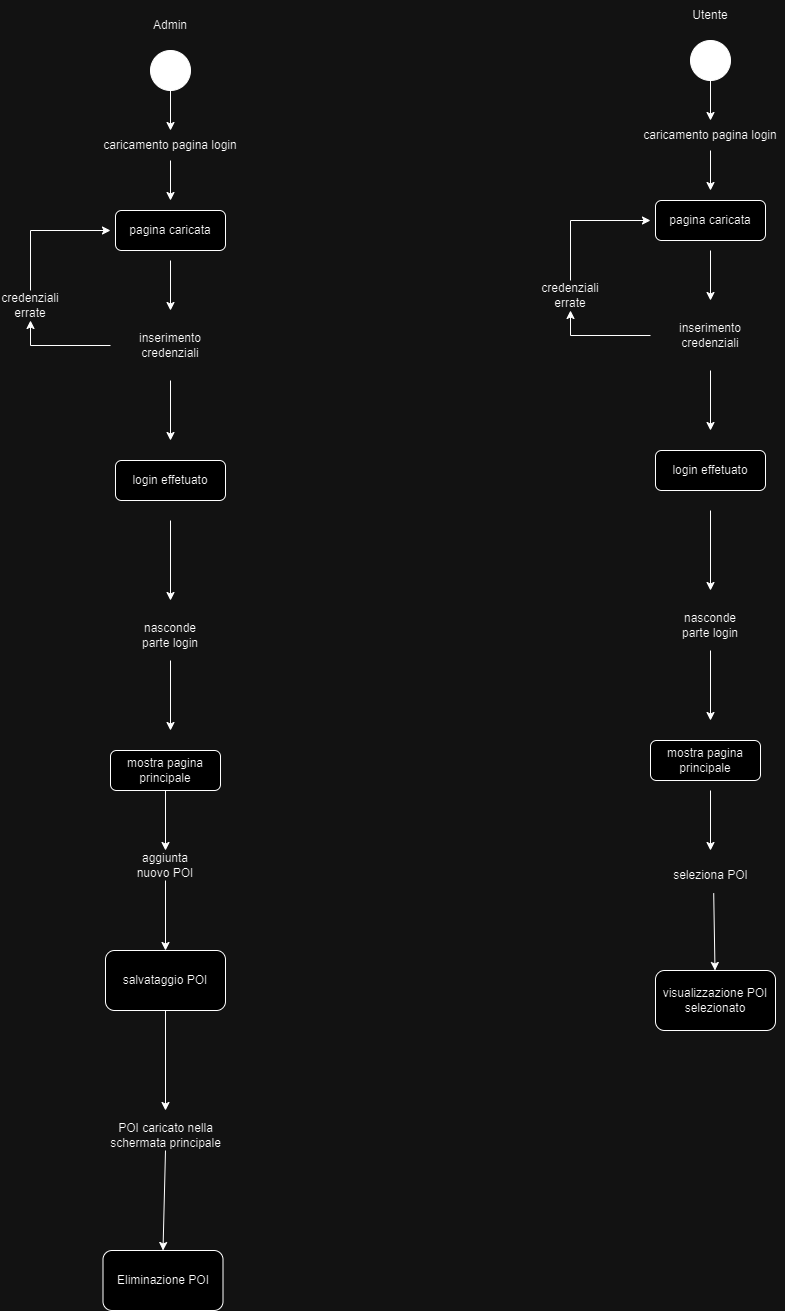 Admin
caricamento pagina login
pagina caricata
credenziali
errate
inserimento
credenziali
login effetuato
nasconde
parte login
mostra pagina
principale
aggiunta
nuovo POI
salvataggio POI
POI caricato nella
schermata principale
Eliminazione POI
Utente
caricamento pagina login
pagina caricata
credenziali
errate
inserimento
credenziali
login effetuato
nasconde
parte login
mostra pagina
principale
seleziona POI
visualizzazione POI
selezionato